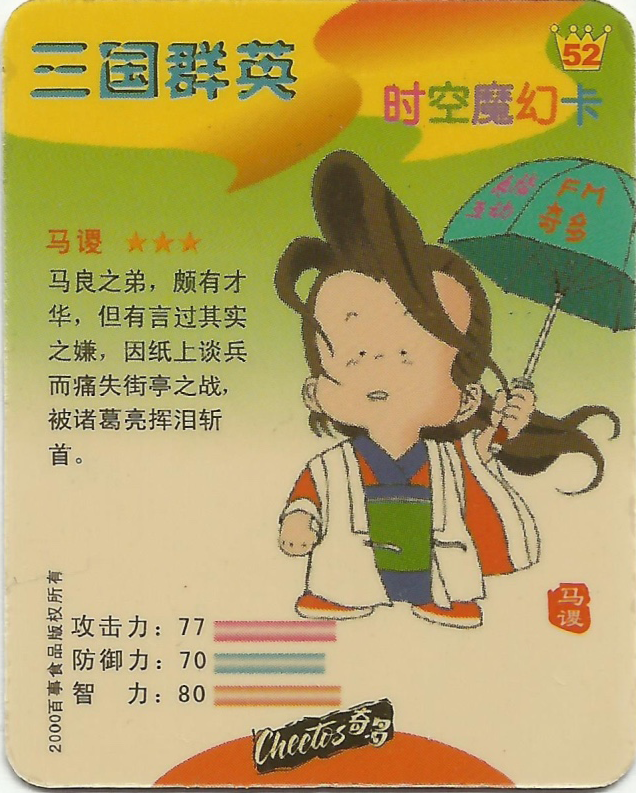 三国群英
52
时空魔幻卡
FM
互动
奇多
马谡 ★★★
马良之弟，颇有才
华，但有言过其实
之嫌，因纸上谈兵
而痛失街亭之战，
被诸葛亮挥泪斩
首。
马谡
2000百事食品版权所有
攻击力：77
防御力：70
智 力：80
Cheetos奇多